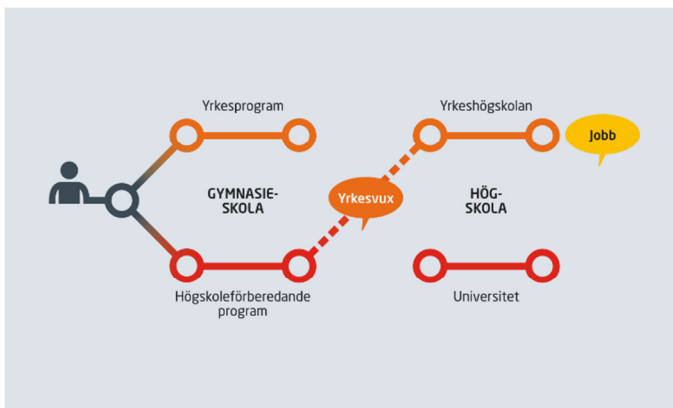 Yrkesprogram
Yrkeshögskolan
Jobb
GYMNASIE-
SKOLA
Yrkesvux
HÖG-
SKOLA
Högskoleförberedande
program
Universitet